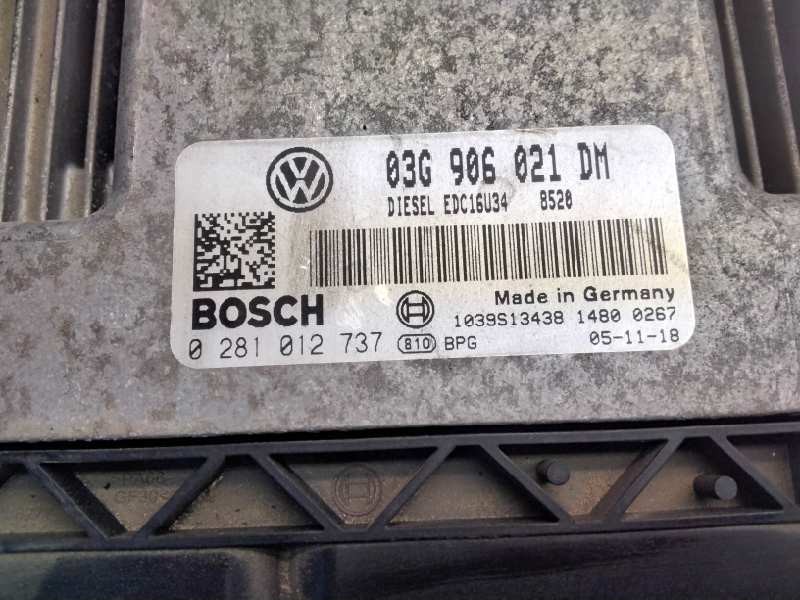 03G 906 021 DM
DIESEL EDC16U34 8520
BOSCH
Made in Germany
1039S13438 1480 0267
0 281 012 737 810 BPG 05-11-18